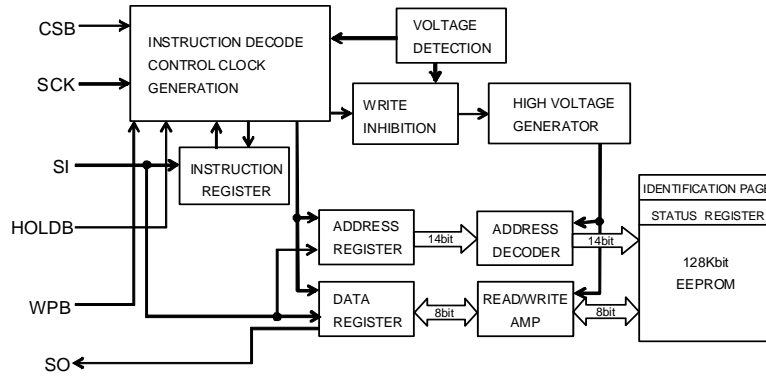 CSB
SCK
SI
HOLDB
WPB
SO
INSTRUCTION DECODE
CONTROL CLOCK
GENERATION
VOLTAGE
DETECTION
WRITE
INHIBITION
HIGH VOLTAGE
GENERATOR
INSTRUCTION
REGISTER
ADDRESS
REGISTER
14bit
ADDRESS
DECODER
14bit
DATA
REGISTER
8bit
READ/WRITE
AMP
8bit
IDENTIFICATION PAGE
STATUS REGISTER
128Kbit
EEPROM